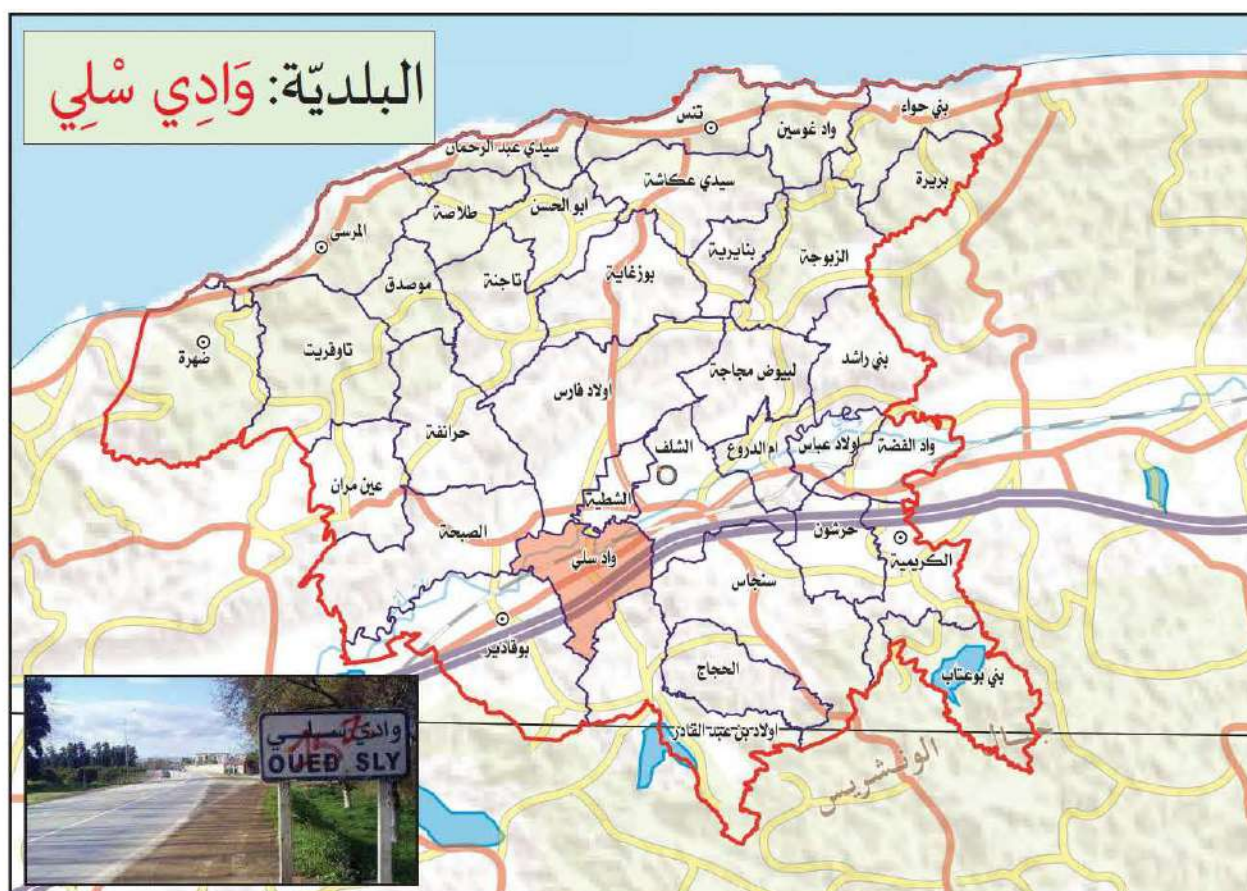 البلديّة: وَادِي سْلِي
بني حواء
تنس
واد غوسين
سيدي عبد الرحمان
بريرة
سيدي عكاشة
ابو الحسن
طلاصة
المرسى
بنايرية
الزبوجة
بوزغاية
تاجنة
موصدق
ضهرة
تاوقريت
بني راشد
لبيوض مجاجة
اولاد فارس
حرانفة
الشلف
ام الدروع
اولاد عباس
واد الفضة
عين مران
الشطية
الصبحة
حرشون
الكريمية
واد سلي
سنجاس
بوقادير
الحجاج
بني بوعتاب
اولاد بن عبد القادر
جبال الونشريس
وادي سلي
OUED SLY